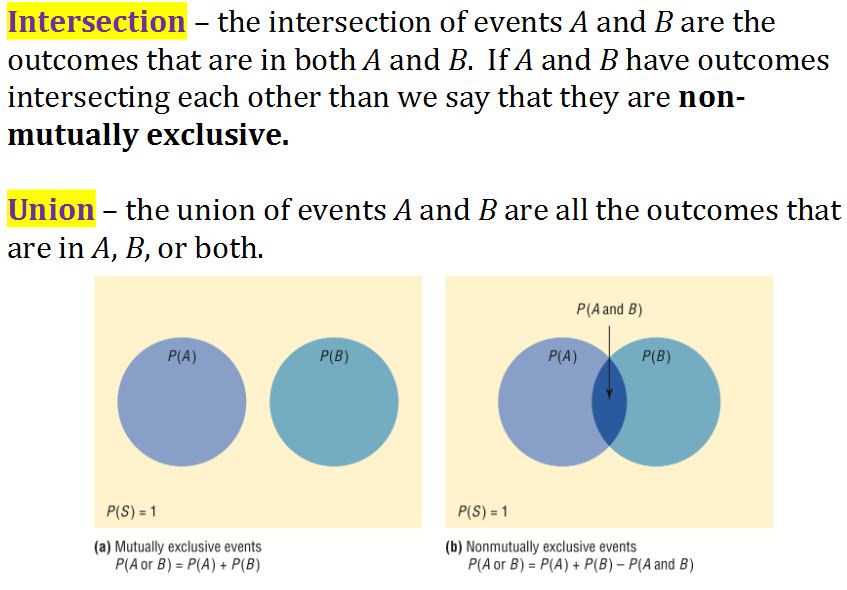 Intersection – the intersection of events A and B are the
outcomes that are in both A and B. If A and B have outcomes
intersecting each other than we say that they are non-
mutually exclusive.
Union – the union of events A and B are all the outcomes that
are in A, B, or both.
P(A)
P(B)
P(S) = 1
(a) Mutually exclusive events
P(A or B) = P(A) + P(B)
P(A and B)
P(A)
P(B)
P(S) = 1
(b) Nonmutually exclusive events
P(A or B) = P(A) + P(B) – P(A and B)